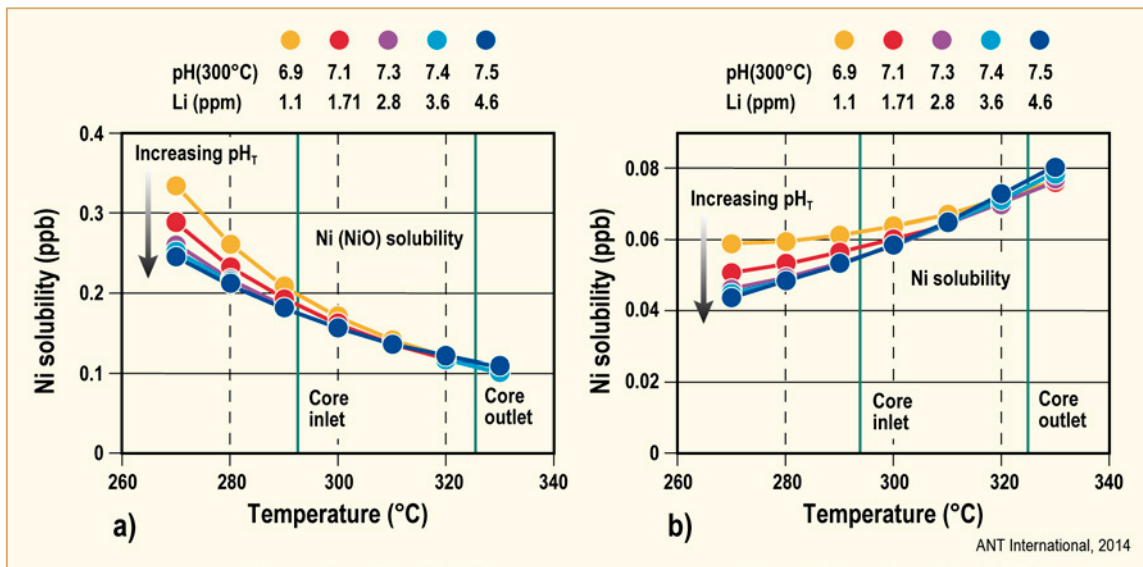 pH(300°C) 6.9 7.1 7.3 7.4 7.5
Li (ppm) 1.1 1.71 2.8 3.6 4.6
0.4
0.3
0.2
0.1
0
Ni solubility (ppb)
Increasing pHT
Ni (NiO) solubility
Core
inlet
Core
outlet
260 280 300 320 340
Temperature (°C)
a)
pH(300°C) 6.9 7.1 7.3 7.4 7.5
Li (ppm) 1.1 1.71 2.8 3.6 4.6
0.08
0.06
0.04
0.02
0
Ni solubility (ppb)
Increasing pHT
Ni solubility
Core
inlet
Core
outlet
260 280 300 320 340
Temperature (°C)
b)
ANT International, 2014